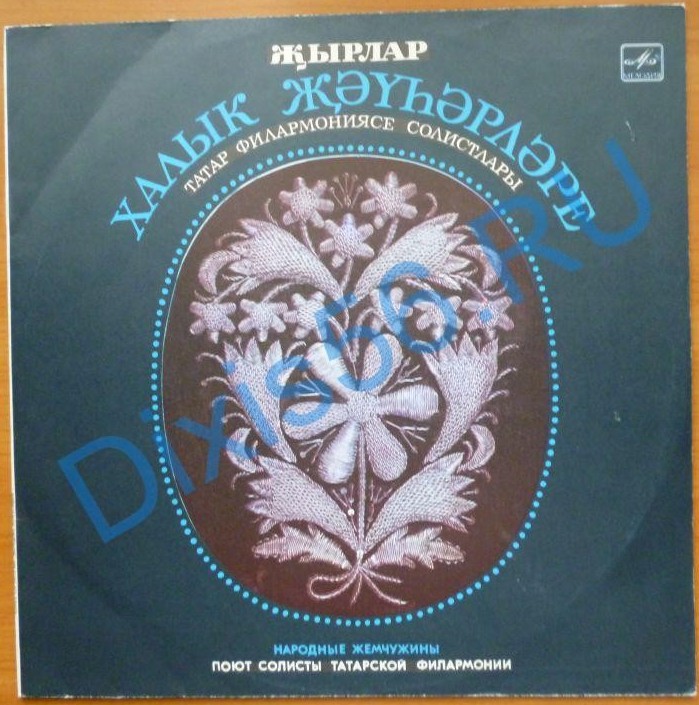 ҖЫРЛАР
ХАЛЫК ҖӘҮҺӘРЛӘРЕ
ТАТАР ФИЛАРМОНИЯСЕ СОЛИСТЛАРЫ
Dixis56.RU
НАРОДНЫЕ ЖЕМЧУЖИНЫ
ПОЮТ СОЛИСТЫ ТАТАРСКОЙ ФИЛАРМОНИИ